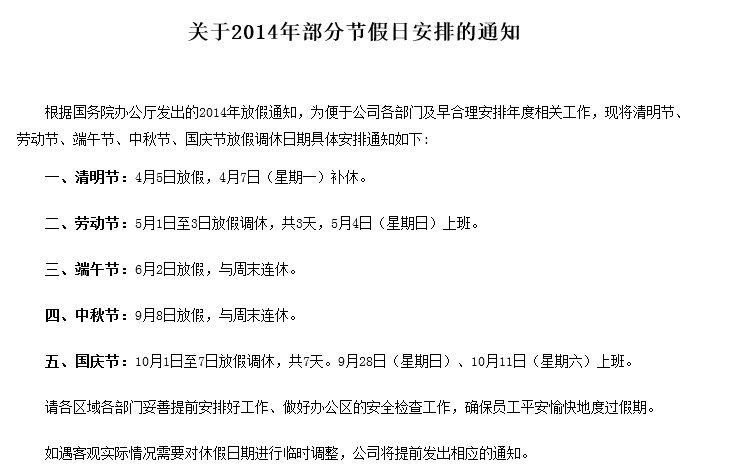 关于2014年部分节假日安排的通知
根据国务院办公厅发出的2014年放假通知，为便于公司各部门及早合理安排年度相关工作，现将清明节、
劳动节、端午节、中秋节、国庆节放假调休日期具体安排通知如下:
一、清明节：4月5日放假，4月7日（星期一）补休。
二、劳动节：5月1日至3日放假调休，共3天，5月4日（星期日）上班。
三、端午节：6月2日放假，与周末连休。
四、中秋节：9月8日放假，与周末连休。
五、国庆节：10月1日至7日放假调休，共7天。9月28日（星期日）、10月11日（星期六）上班。
请各区域各部门妥善提前安排好工作、做好办公区的安全检查工作，确保员工平安愉快地度过假期。
如遇客观实际情况需要对休假日期进行临时调整，公司将提前发出相应的通知。